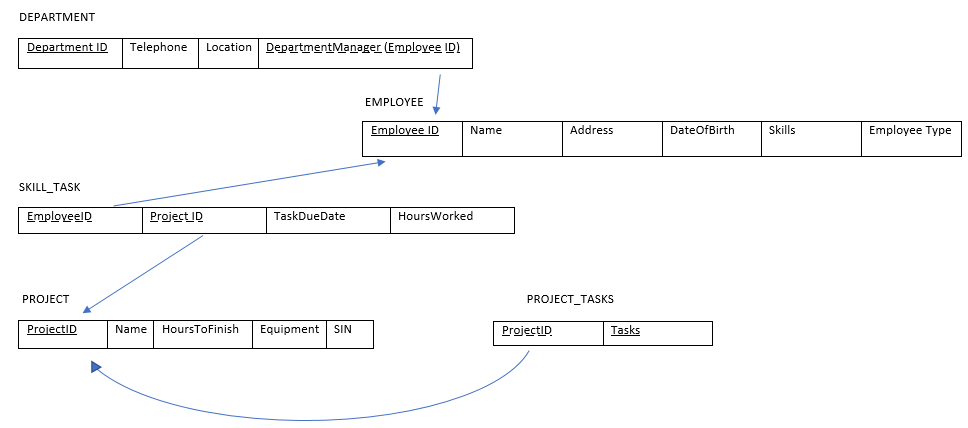 DEPARTMENT
Department ID Telephone Location DepartmentManager (Employee ID)
EMPLOYEE
Employee ID Name Address DateOfBirth Skills Employee Type
SKILL_TASK
EmployeeID Project ID TaskDueDate HoursWorked
PROJECT PROJECT_TASKS
ProjectID Name HoursToFinish Equipment SIN ProjectID Tasks